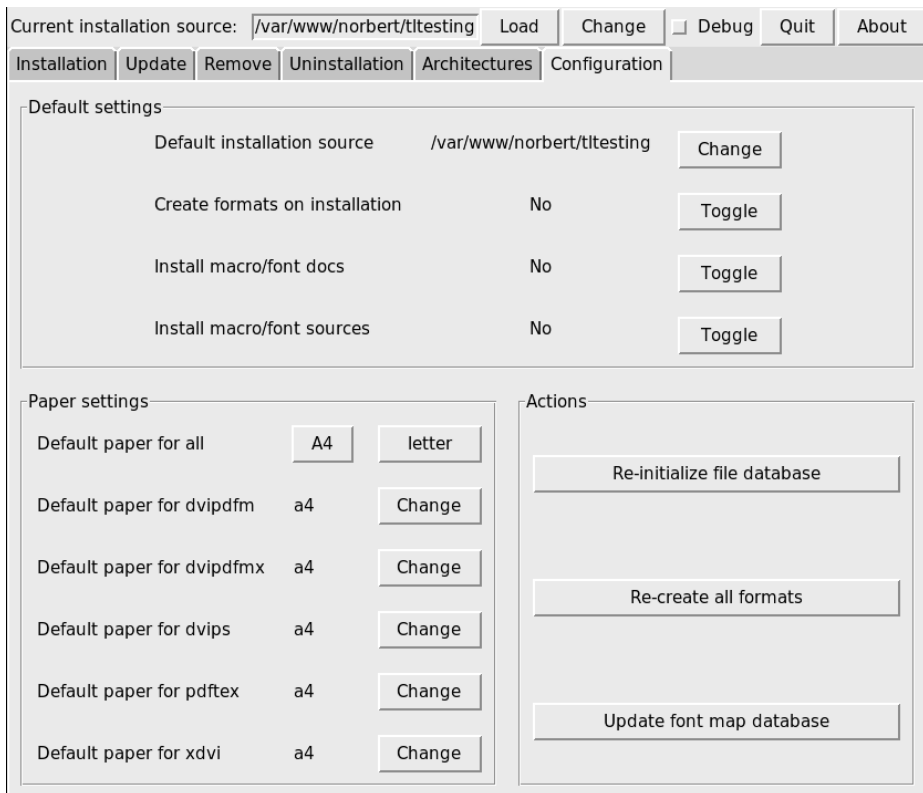 Current installation source: /var/www/norbert/tltesting Load Change Debug Quit About
Installation Update Remove Uninstallation Architectures Configuration
Default settings
Default installation source /var/www/norbert/tltesting Change
Create formats on installation No Toggle
Install macro/font docs No Toggle
Install macro/font sources No Toggle
Paper settings
Default paper for all A4 letter
Default paper for dvipdfm a4 Change
Default paper for dvipdfmx a4 Change
Default paper for dvips a4 Change
Default paper for pdftex a4 Change
Default paper for xdvi a4 Change
Actions
Re-initialize file database
Re-create all formats
Update font map database